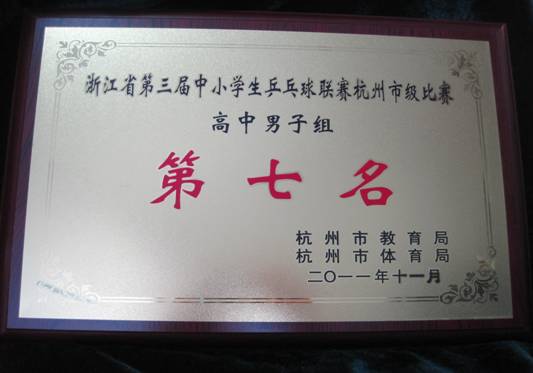 浙江省第三届中小学生乒乓球联赛杭州市级比赛
高中男子组
第七名
杭州市教育局
杭州市体育局
二〇一一年十一月